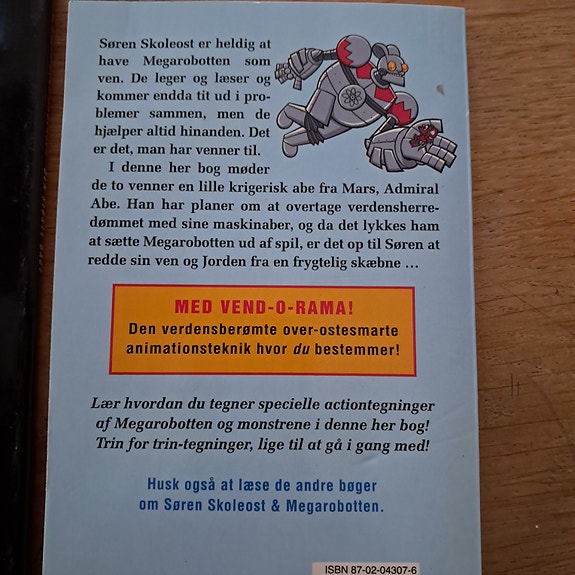 Søren Skoleost er heldig at
have Megarobotten som
ven. De leger og læser og
kommer endda tit ud i pro-
blemer sammen, men de
hjælper altid hinanden. Det
er det, man har venner til.
I denne her bog møder
de to venner en lille krigerisk abe fra Mars, Admiral
Abe. Han har planer om at overtage verdensherre-
dømmet med sine maskinaber, og da det lykkes ham
at sætte Megarobotten ud af spil, er det op til Søren at
redde sin ven og Jorden fra en frygtelig skæbne ...
MED VEND-O-RAMA!
Den verdensberømte over-ostesmarte
animationsteknik hvor du bestemmer!
Lær hvordan du tegner specielle actiontegninger
af Megarobotten og monstrene i denne her bog!
Trin for trin-tegninger, lige til at gå i gang med!
Husk også at læse de andre bøger
om Søren Skoleost & Megarobotten.
ISBN 87-02-04307-6